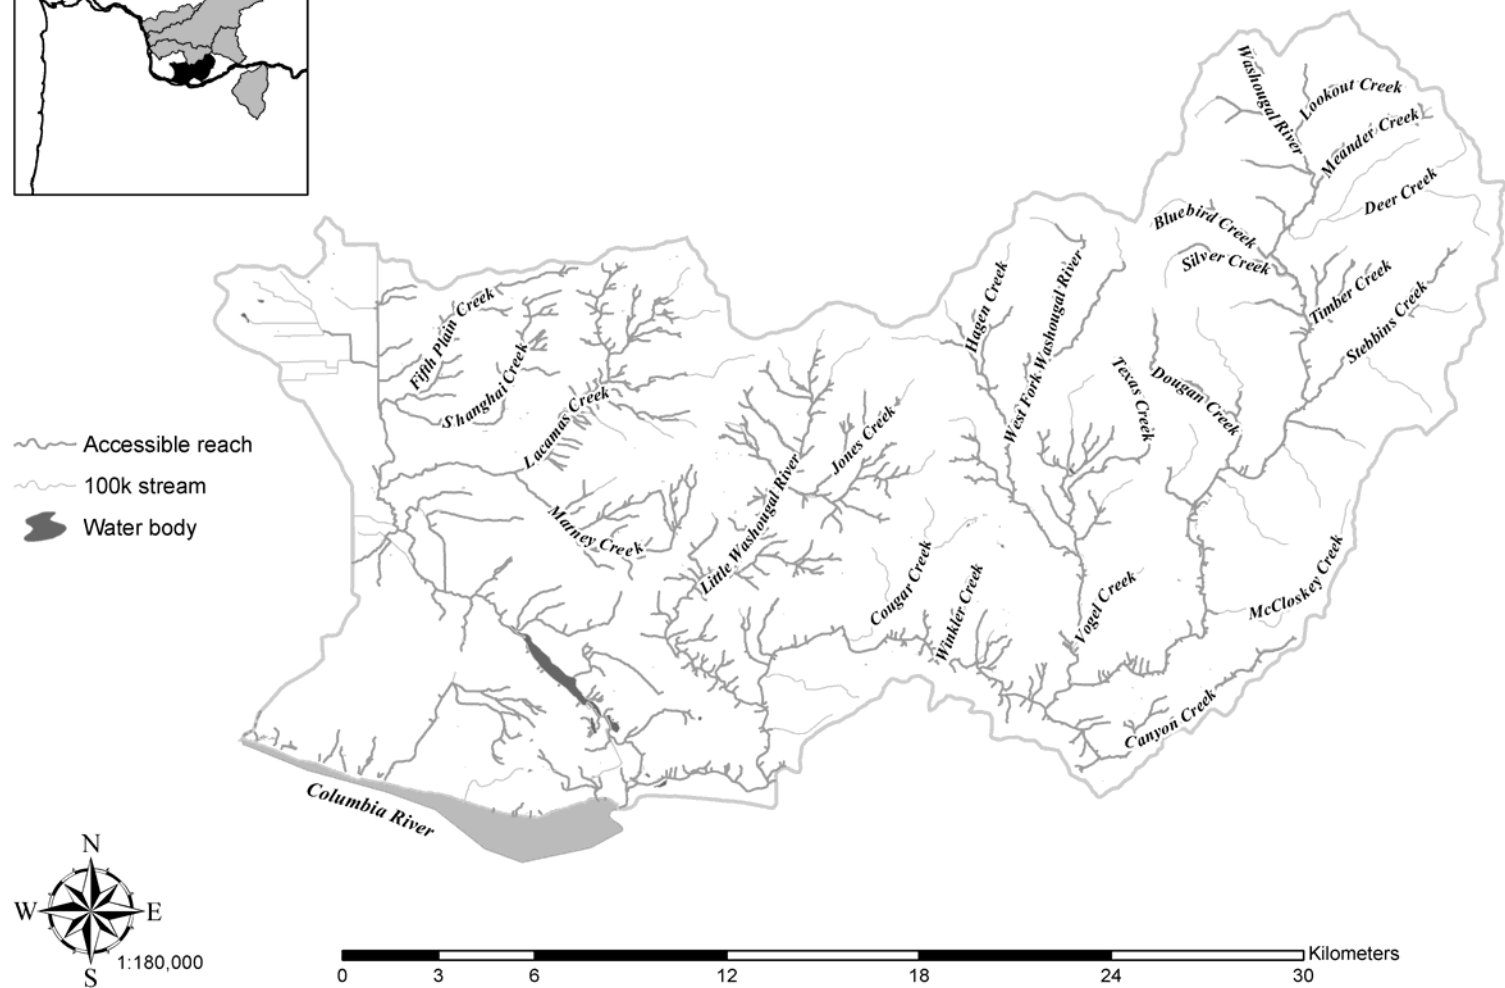 Washougal River
Lookout Creek
Meander Creek
Deer Creek
Bluebird Creek
Silver Creek
Timber Creek
Stebbins Creek
Hagen Creek
West Fork Washougal River
Fifth Plain Creek
Shanghai Creek
Lacamas Creek
Texas Creek
Dougan Creek
Jones Creek
Little Washougal River
Matney Creek
Accessible reach
100k stream
Water body
Cougar Creek
Winkler Creek
Vogel Creek
McCloskey Creek
Canyon Creek
Columbia River
N
W
E
S
1:180,000
Kilometers
0 3 6 12 18 24 30